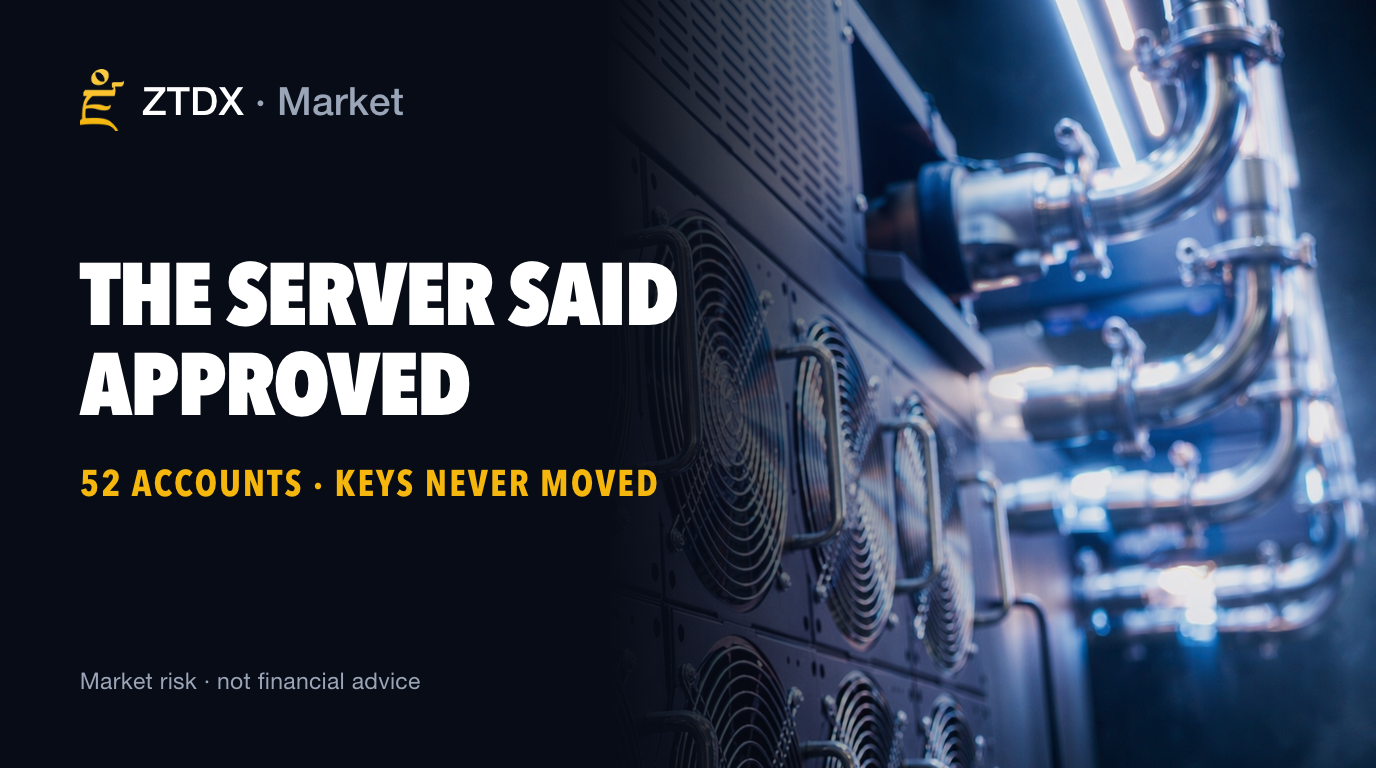 ZTDX · Market
THE SERVER SAID
APPROVED
52 ACCOUNTS · KEYS NEVER MOVED
Market risk · not financial advice